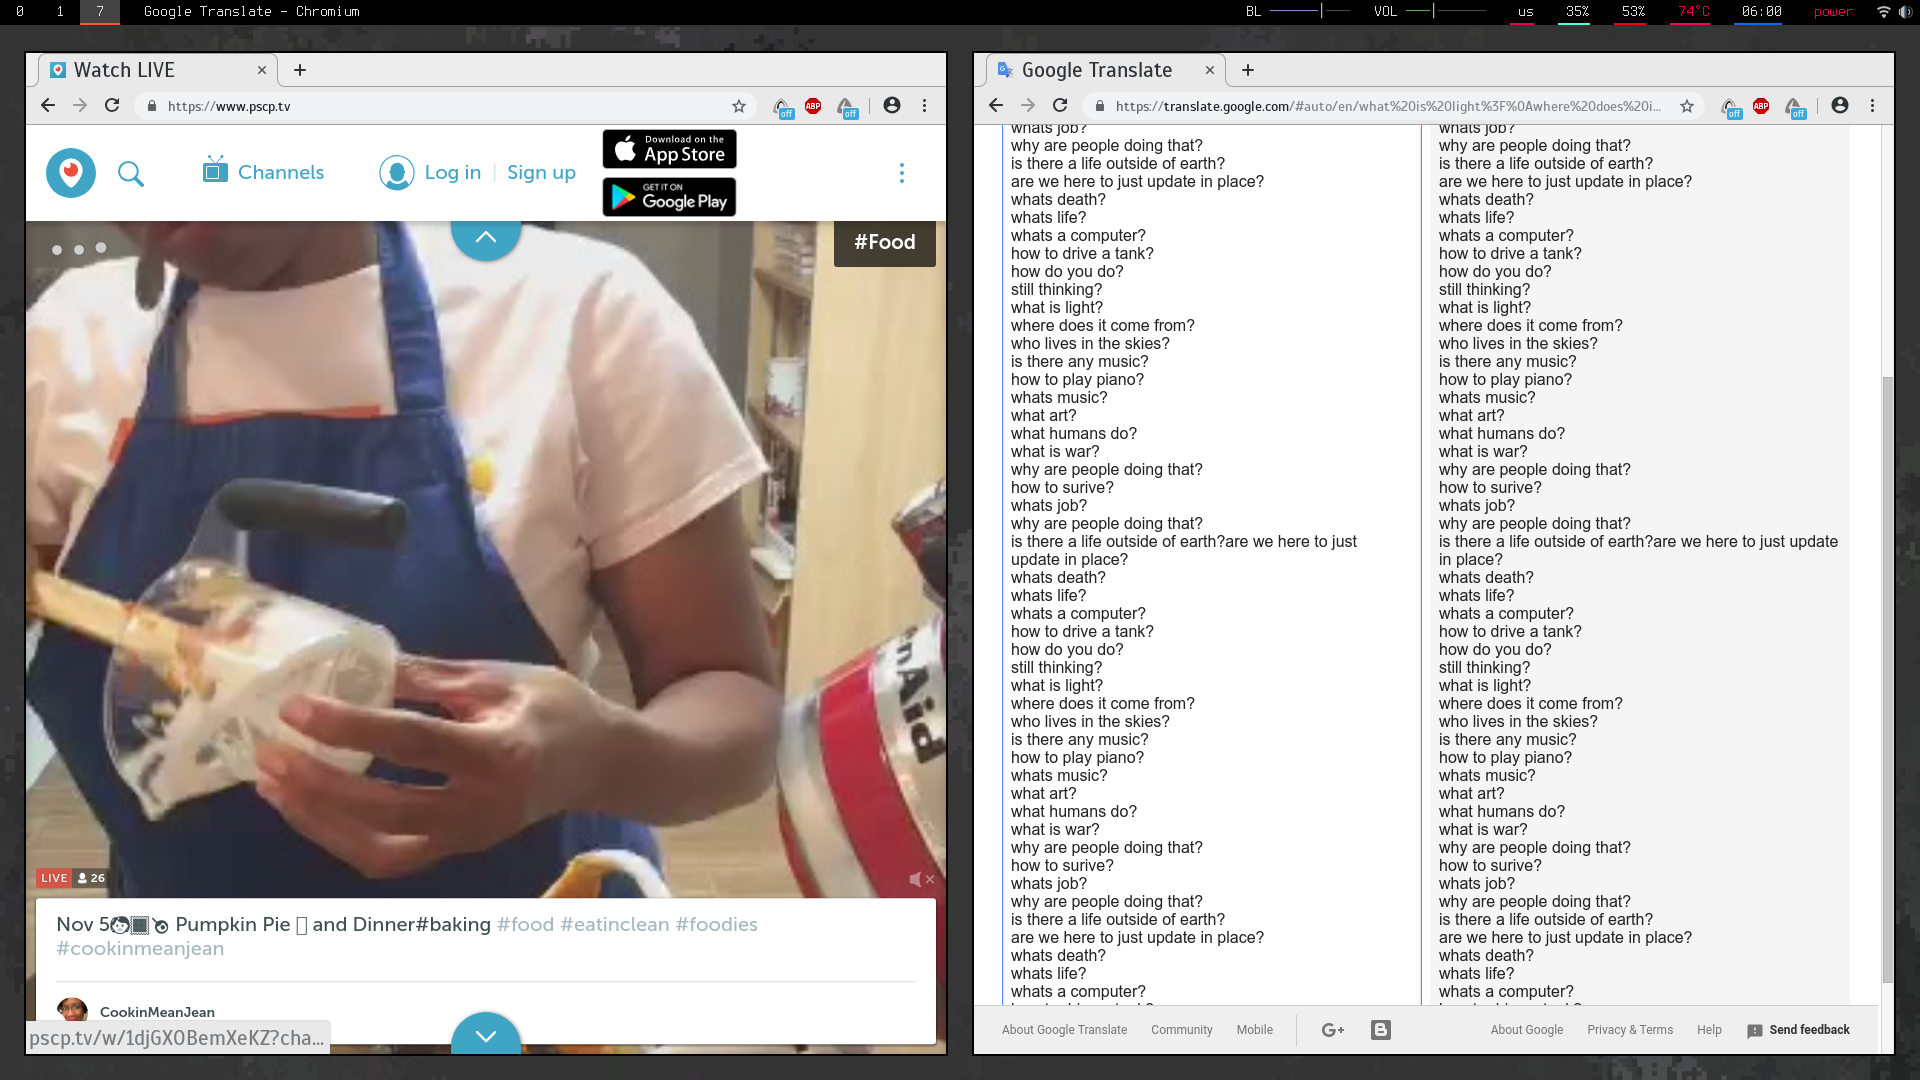 0 1 7 Google Translate - Chromium BL VOL us 35% 53% 74°C 06:00 power
Watch LIVE
https://www.pscp.tv
off ABP off
Channels
Log in
Sign up
Download on the
App Store
GET IT ON
Google Play
#Food
nAid
LIVE 26
Nov 5 Pumpkin Pie and Dinner#baking #food #eatinclean #foodies
#cookinmeanjean
CookinMeanJean
pscp.tv/w/1djGXOBemXeKZ?cha...
Google Translate
https://translate.google.com/#auto/en/what%20is%20light%3F%0Awhere%20does%20i...
off ABP off
whats job?
why are people doing that?
is there a life outside of earth?
are we here to just update in place?
whats death?
whats life?
whats a computer?
how to drive a tank?
how do you do?
still thinking?
what is light?
where does it come from?
who lives in the skies?
is there any music?
how to play piano?
whats music?
what art?
what humans do?
what is war?
why are people doing that?
how to surive?
whats job?
why are people doing that?
is there a life outside of earth?are we here to just
update in place?
whats death?
whats life?
whats a computer?
how to drive a tank?
how do you do?
still thinking?
what is light?
where does it come from?
who lives in the skies?
is there any music?
how to play piano?
whats music?
what art?
what humans do?
what is war?
why are people doing that?
how to surive?
whats job?
why are people doing that?
is there a life outside of earth?
are we here to just update in place?
whats death?
whats life?
whats a computer?
whats job?
why are people doing that?
is there a life outside of earth?
are we here to just update in place?
whats death?
whats life?
whats a computer?
how to drive a tank?
how do you do?
still thinking?
what is light?
where does it come from?
who lives in the skies?
is there any music?
how to play piano?
whats music?
what art?
what humans do?
what is war?
why are people doing that?
how to surive?
whats job?
why are people doing that?
is there a life outside of earth?are we here to just update
in place?
whats death?
whats life?
whats a computer?
how to drive a tank?
how do you do?
still thinking?
what is light?
where does it come from?
who lives in the skies?
is there any music?
how to play piano?
whats music?
what art?
what humans do?
what is war?
why are people doing that?
how to surive?
whats job?
why are people doing that?
is there a life outside of earth?
are we here to just update in place?
whats death?
whats life?
whats a computer?
About Google Translate Community Mobile G+ B About Google Privacy & Terms Help Send feedback